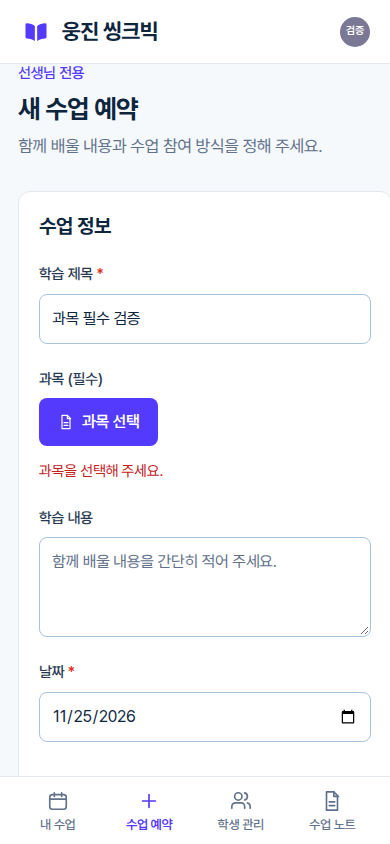 웅진 씽크빅
검증
선생님 전용
새 수업 예약
함께 배울 내용과 수업 참여 방식을 정해 주세요.
수업 정보
학습 제목 *
과목 필수 검증
과목 (필수)
과목 선택
과목을 선택해 주세요.
학습 내용
함께 배울 내용을 간단히 적어 주세요.
날짜 *
11/25/2026
내 수업
수업 예약
학생 관리
수업 노트